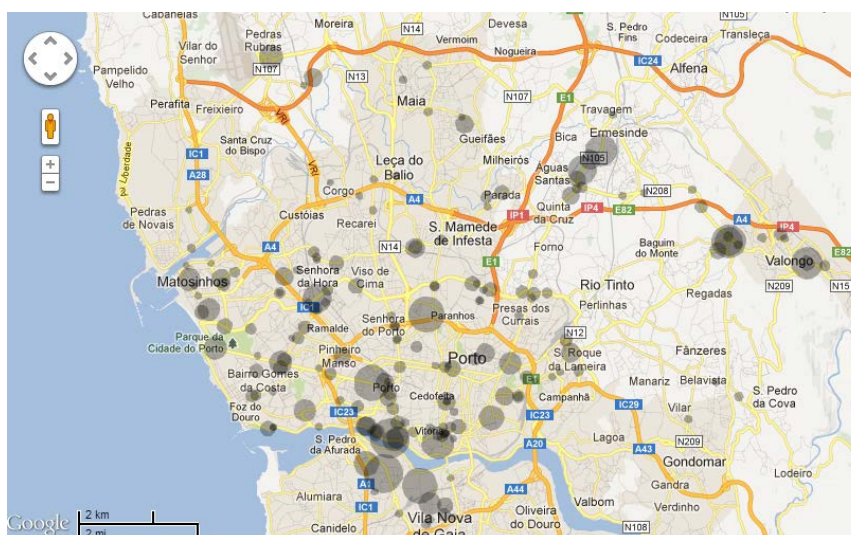 Cabanelas
Moreira
N14
Devesa
S. Pedro
Fins
N105
Transleça
Codeceira
Vilar do
Senhor
Pedras
Rubras
N107
Vermoim
Nogueira
IC24
Alfena
Pampelido
Velho
N13
Maia
N107
E1
Travagem
Perafita
Freixieiro
VRI
Gueifães
Bica
Ermesinde
Av Liberdade
Santa Cruz
do Bispo
IC1
A28
VRI
Leça do
Balio
Milheirós
N105
Águas
Santas
Corgo
A4
Parada
N208
Pedras
de Novais
Custóias
Recarei
IP1
Quinta
da Cruz
IP4
E82
A4
IP4
S. Mamede
de Infesta
A4
N14
Forno
Baguim
do Monte
E82
Valongo
Matosinhos
Senhora
da Hora
Viso de
Cima
E1
Rio Tinto
Regadas
N209
N15
IC1
Perlinhas
Paranhos
Presas dos
Currais
Ramalde
Senhora
do Porto
N12
Parque da
Cidade do Porto
Pinheiro
Manso
Porto
S. Roque
da Lameira
Fânzeres
Bairro Gomes
da Costa
Porto
Cedofeita
E1
Campanhã
Manariz
Belavista
S. Pedro
da Cova
Foz do
Douro
IC23
IC23
IC29
Vilar
S. Pedro
da Afurada
Vitória
A20
Lagoa
A43
N209
Gondomar
A1
Lodeiro
Alumiara
A44
Gandra
IC1
Oliveira
do Douro
Valbom
Verdinho
Canidelo
Vila Nova
de Gaia
N108
Google
2 km
2 mi